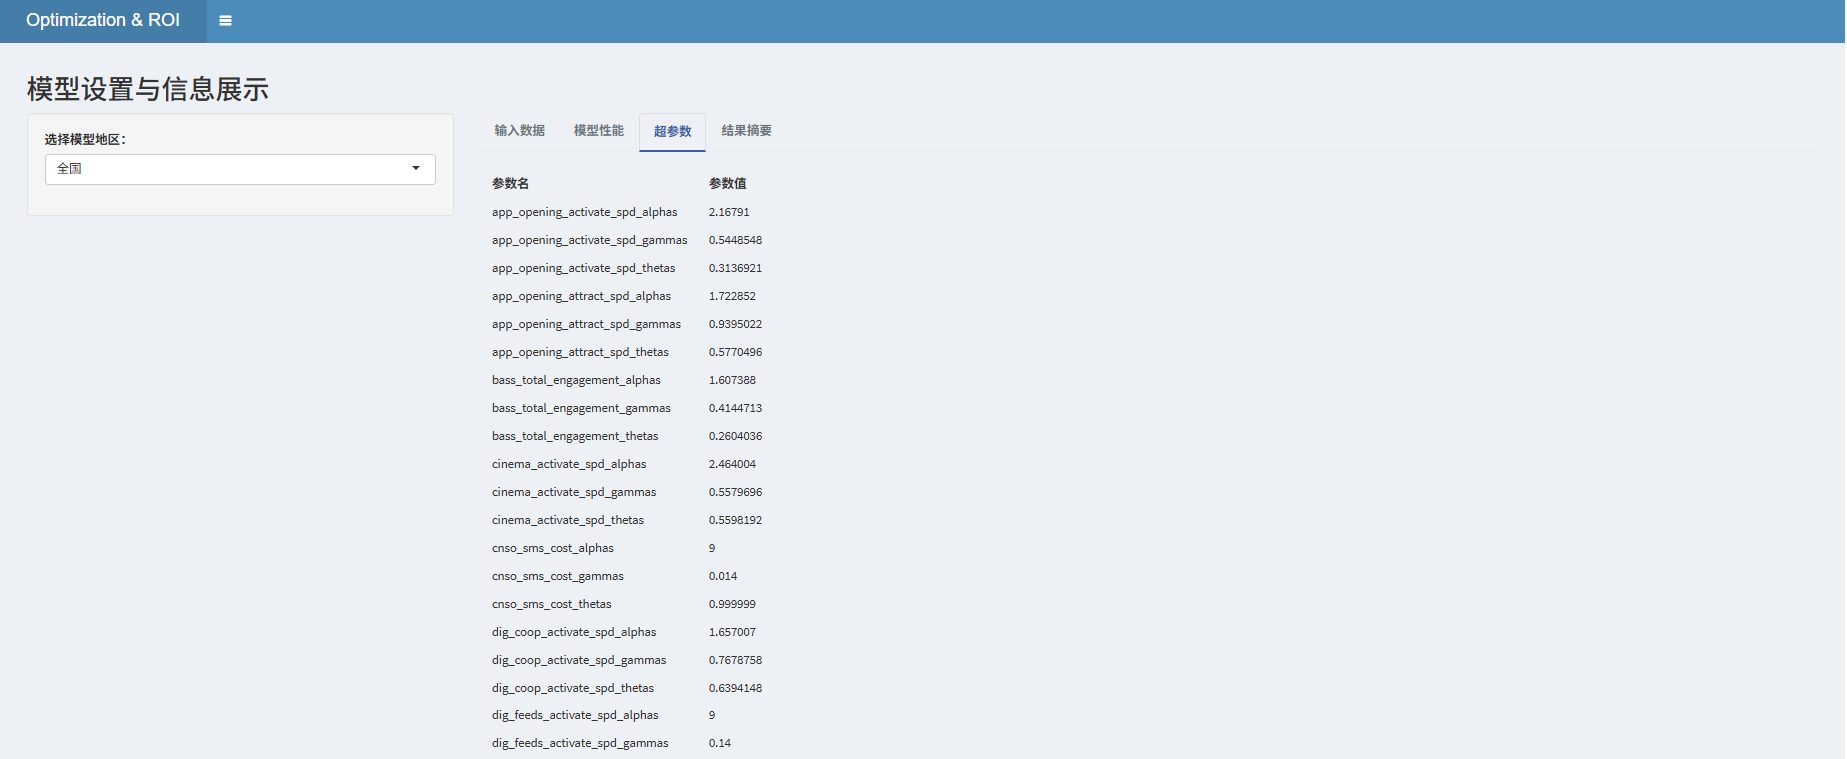 Optimization & ROI
模型设置与信息展示
选择模型地区：
全国
输入数据 模型性能 超参数 结果摘要
参数名 参数值
app_opening_activate_spd_alphas 2.16791
app_opening_activate_spd_gammas 0.5448548
app_opening_activate_spd_thetas 0.3136921
app_opening_attract_spd_alphas 1.722852
app_opening_attract_spd_gammas 0.9395022
app_opening_attract_spd_thetas 0.5770496
bass_total_engagement_alphas 1.607388
bass_total_engagement_gammas 0.4144713
bass_total_engagement_thetas 0.2604036
cinema_activate_spd_alphas 2.464004
cinema_activate_spd_gammas 0.5579696
cinema_activate_spd_thetas 0.5598192
cnso_sms_cost_alphas 9
cnso_sms_cost_gammas 0.014
cnso_sms_cost_thetas 0.999999
dig_coop_activate_spd_alphas 1.657007
dig_coop_activate_spd_gammas 0.7678758
dig_coop_activate_spd_thetas 0.6394148
dig_feeds_activate_spd_alphas 9
dig_feeds_activate_spd_gammas 0.14